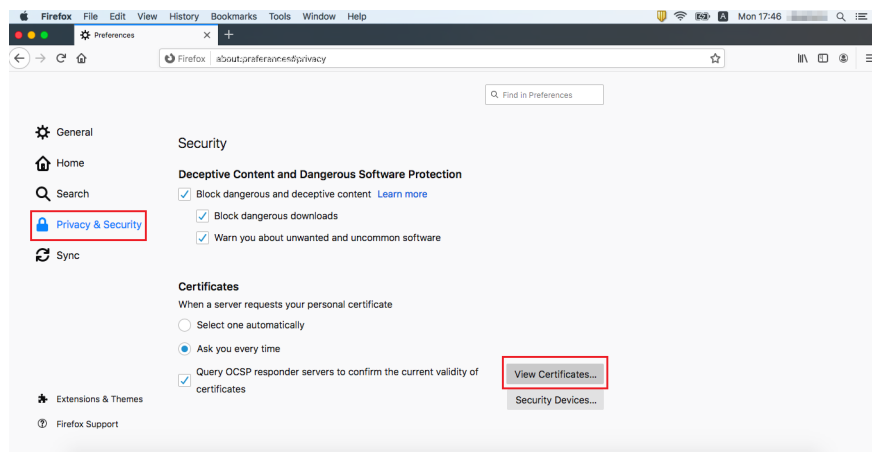 Firefox File Edit View History Bookmarks Tools Window Help
A Mon 17:46
Preferences
Firefox about:preferences#privacy
Find in Preferences
General
Home
Search
Privacy & Security
Sync
Extensions & Themes
Firefox Support
Security
Deceptive Content and Dangerous Software Protection
Block dangerous and deceptive content Learn more
Block dangerous downloads
Warn you about unwanted and uncommon software
Certificates
When a server requests your personal certificate
Select one automatically
Ask you every time
Query OCSP responder servers to confirm the current validity of
certificates
View Certificates...
Security Devices...